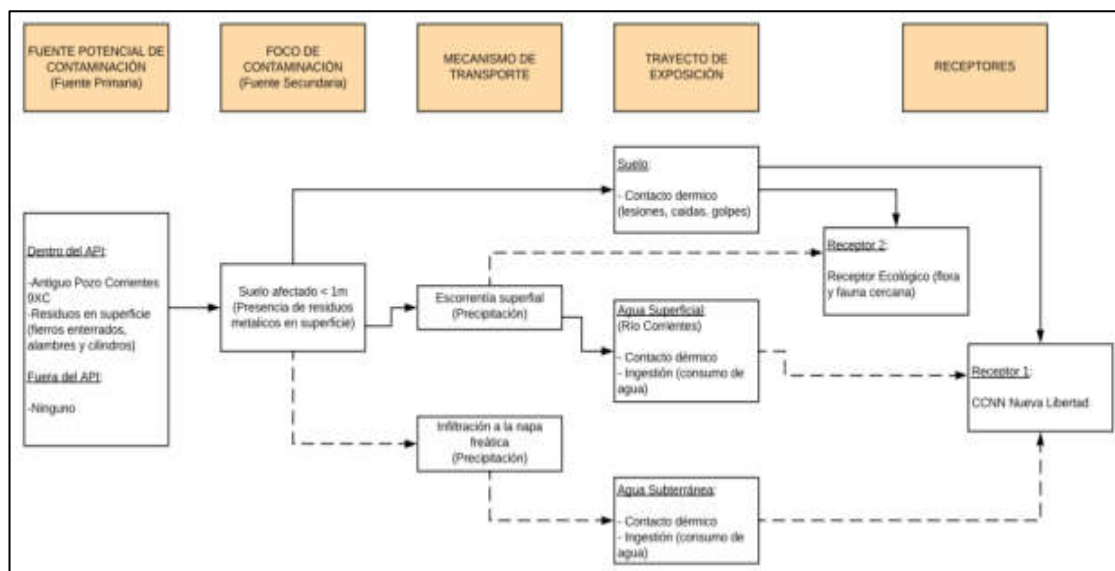 FUENTE POTENCIAL DE
CONTAMINACIÓN
(Fuente Primaria)
FOCO DE
CONTAMINACIÓN
(Fuente Secundaria)
MECANISMO DE
TRANSPORTE
TRAYECTO DE
EXPOSICIÓN
RECEPTORES
Dentro del API:
-Antiguo Pozo Corrientes
9XC
-Residuos en superficie
(fierros enterrados,
alambres y cilindros)
Fuera del API:
-Ninguno
Suelo afectado < 1m
(Presencia de residuos
metalicos en superficie)
Escorrentía superfial
(Precipitación)
Infiltración a la napa
freática
(Precipitación)
Suelo:
- Contacto dermico
(lesiones, caidas, golpes)
Agua Superficial:
(Río Corrientes)
- Contacto dérmico
- Ingestión (consumo de
agua)
Agua Subterránea:
- Contacto dérmico
- Ingestión (consumo de
agua)
Receptor 2:
Receptor Ecológico (flora
y fauna cercana)
Receptor 1:
CCNN Nueva Libertad